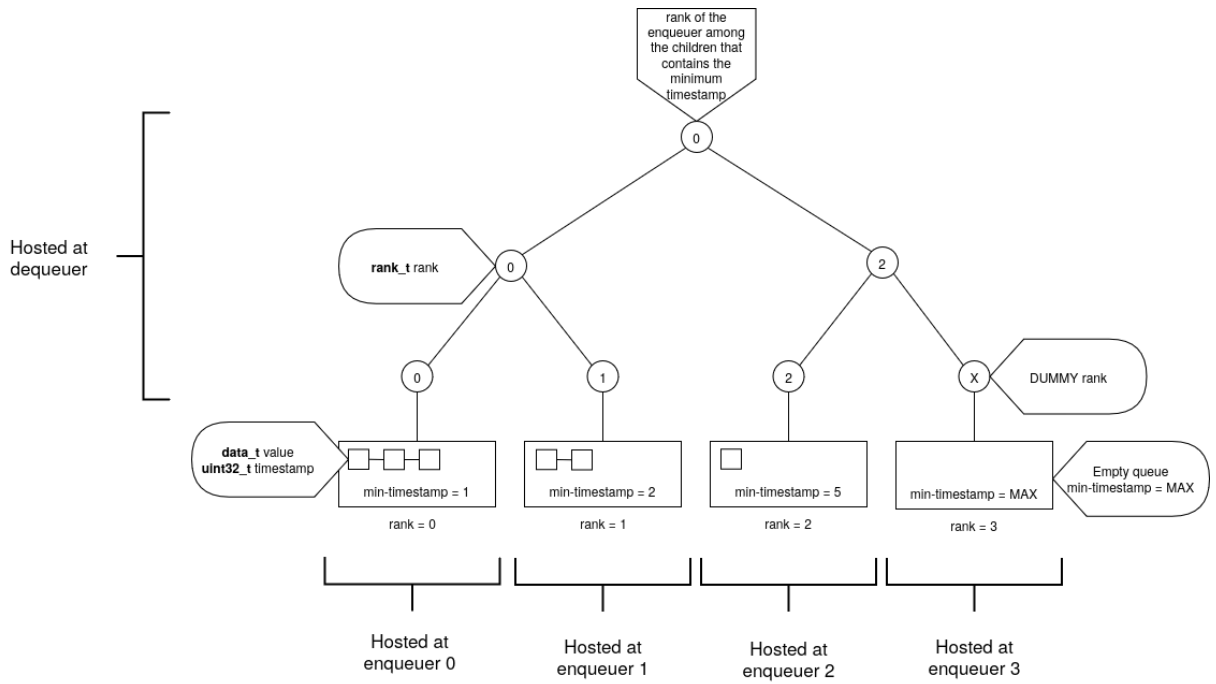 rank of the
enqueuer among
the children that
contains the
minimum
timestamp
0
Hosted at
dequeuer
rank_t rank
0
2
0
1
2
X
DUMMY rank
data_t value
uint32_t timestamp
min-timestamp = 1
min-timestamp = 2
min-timestamp = 5
min-timestamp = MAX
Empty queue
min-timestamp = MAX
rank = 0
rank = 1
rank = 2
rank = 3
Hosted at
enqueuer 0
Hosted at
enqueuer 1
Hosted at
enqueuer 2
Hosted at
enqueuer 3